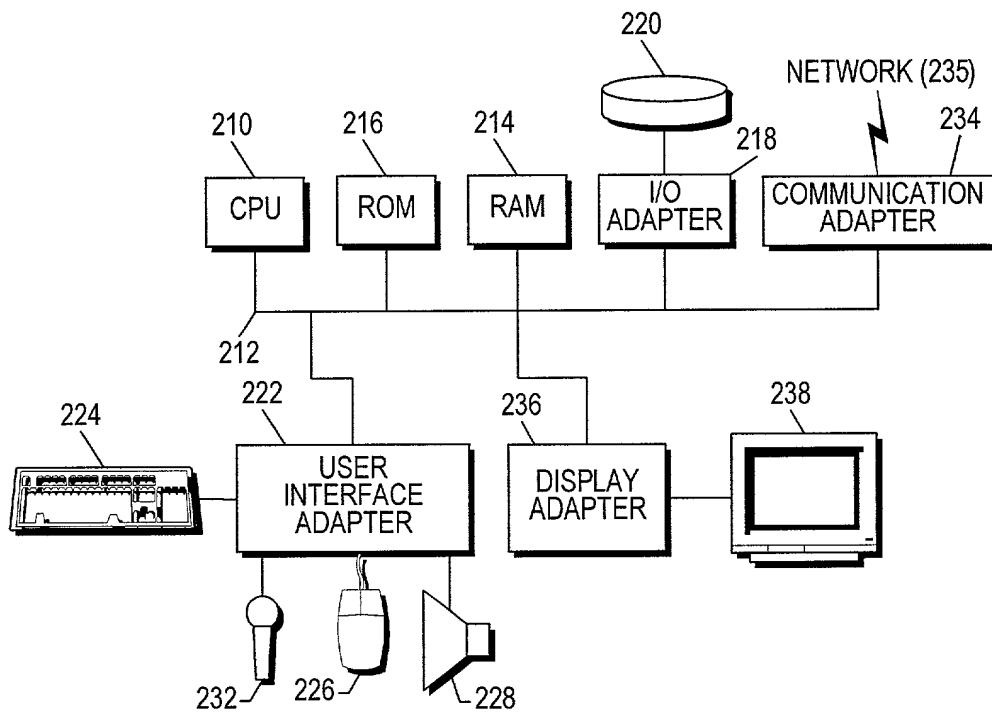 220
NETWORK (235)
210
216
214
218
234
CPU
ROM
RAM
I/O
ADAPTER
COMMUNICATION
ADAPTER
212
224
222
236
238
USER
INTERFACE
ADAPTER
DISPLAY
ADAPTER
232
226
228